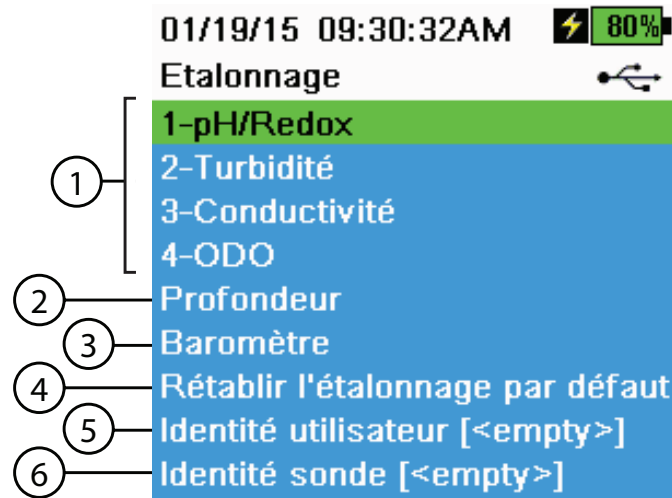 01/19/15 09:30:32AM 80%
Etalonnage
1-pH/Redox
2-Turbidité
1
3-Conductivité
4-ODO
2 Profondeur
3 Baromètre
4 Rétablir l'étalonnage par défaut
5 Identité utilisateur [<empty>]
6 Identité sonde [<empty>]